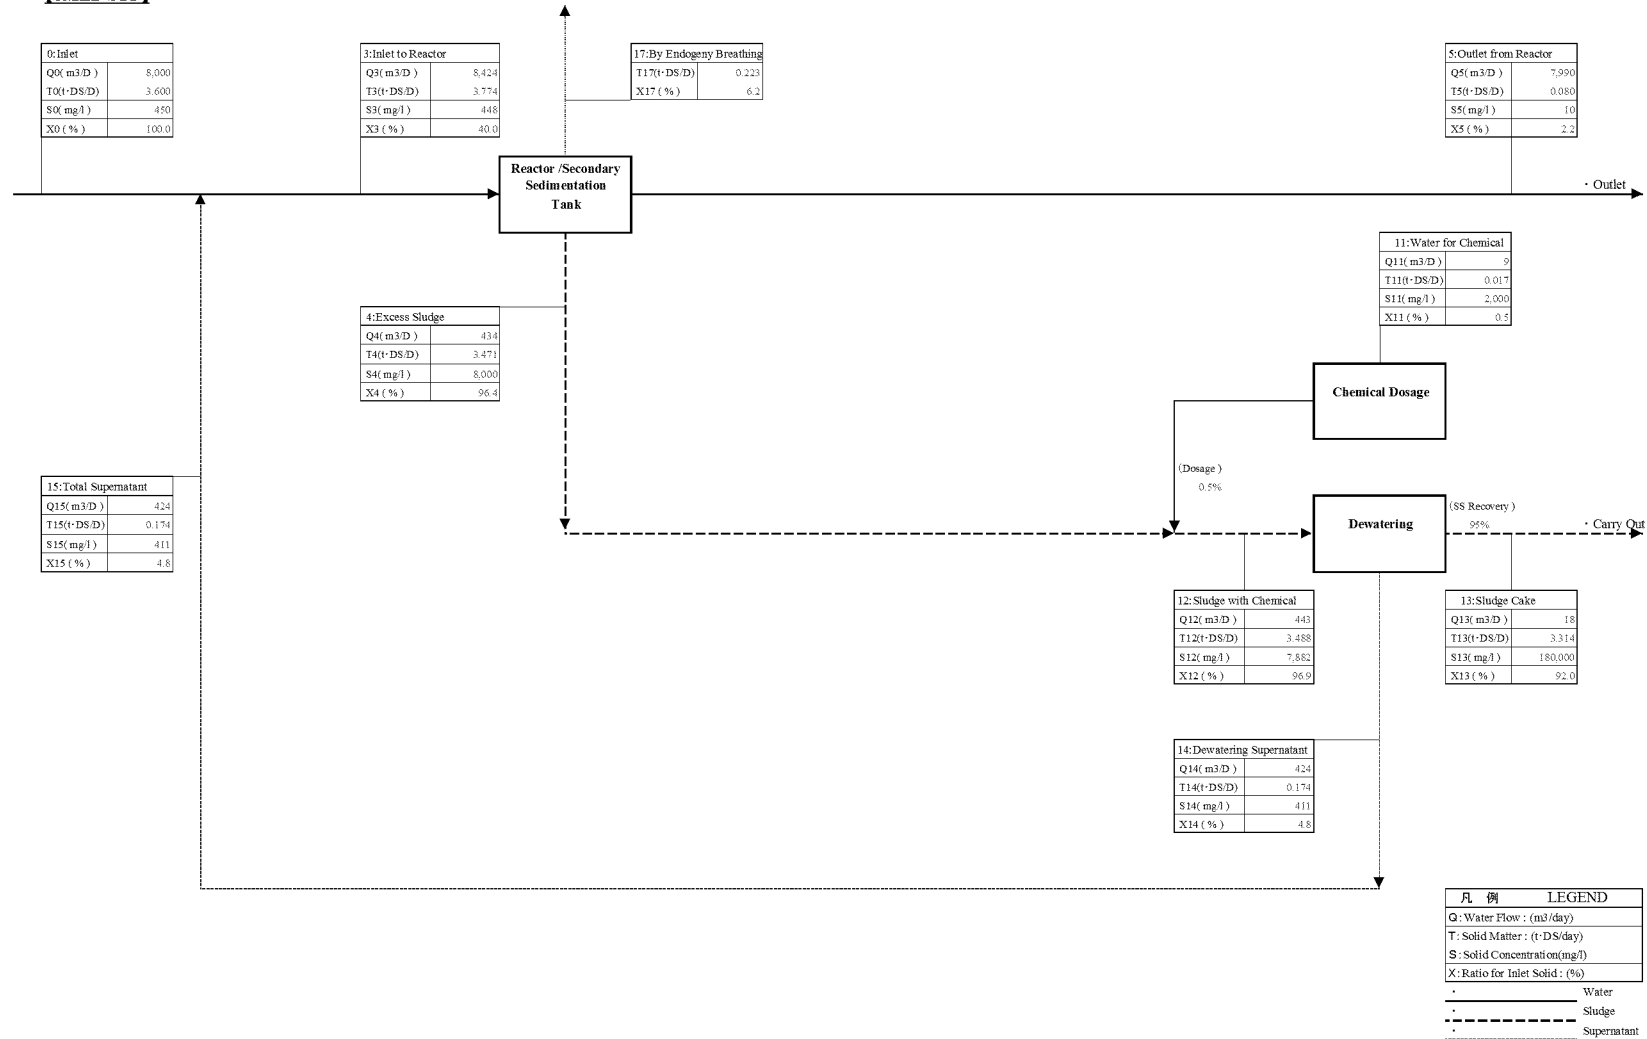 0:Inlet
Q0( m3/D ) 8,000
T0(t·DS/D) 3.600
S0( mg/l ) 450
X0 ( % ) 100.0
3:Inlet to Reactor
Q3( m3/D ) 8,424
T3(t·DS/D) 3.774
S3( mg/l ) 448
X3 ( % ) 40.0
17:By Endogeny Breathing
T17(t·DS/D) 0.223
X17 ( % ) 6.2
5:Outlet from Reactor
Q5( m3/D ) 7,990
T5(t·DS/D) 0.080
S5( mg/l ) 10
X5 ( % ) 2.2
Reactor /Secondary
Sedimentation
Tank
· Outlet
11:Water for Chemical
Q11( m3/D ) 9
T11(t·DS/D) 0.017
S11( mg/l ) 2,000
X11 ( % ) 0.5
4:Excess Sludge
Q4( m3/D ) 434
T4(t·DS/D) 3.471
S4( mg/l ) 8,000
X4 ( % ) 96.4
Chemical Dosage
(Dosage )
0.5%
15:Total Supernatant
Q15( m3/D ) 424
T15(t·DS/D) 0.174
S15( mg/l ) 411
X15 ( % ) 4.8
Dewatering
(SS Recovery )
95%
· Carry Out
12:Sludge with Chemical
Q12( m3/D ) 443
T12(t·DS/D) 3.488
S12( mg/l ) 7,882
X12 ( % ) 96.9
13:Sludge Cake
Q13( m3/D ) 18
T13(t·DS/D) 3.314
S13( mg/l ) 180,000
X13 ( % ) 92.0
14:Dewatering Supernatant
Q14( m3/D ) 424
T14(t·DS/D) 0.174
S14( mg/l ) 411
X14 ( % ) 4.8
凡 例 LEGEND
Q: Water Flow : (m3/day)
T: Solid Matter : (t·DS/day)
S: Solid Concentration(mg/l)
X: Ratio for Inlet Solid : (%)
· Water
· Sludge
· Supernatant